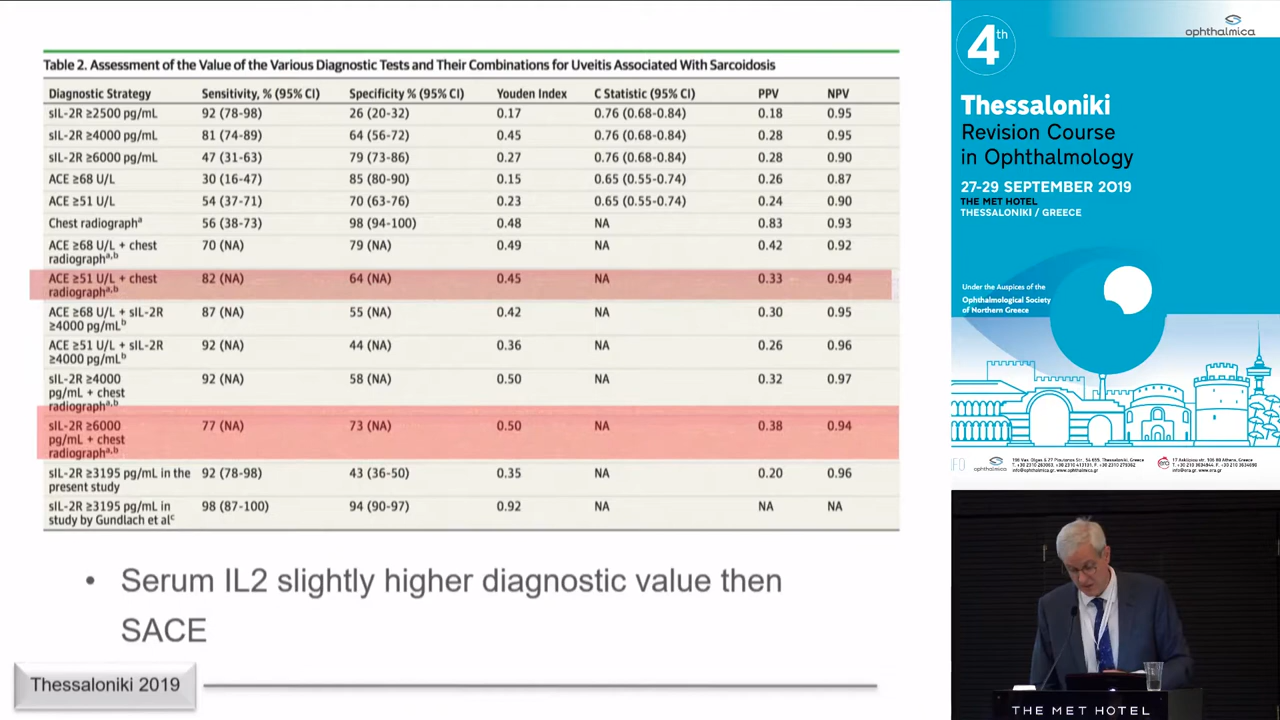 Table 2. Assessment of the Value of the Various Diagnostic Tests and Their Combinations for Uveitis Associated With Sarcoidosis
Diagnostic Strategy Sensitivity, % (95% CI) Specificity % (95% CI) Youden Index C Statistic (95% CI) PPV NPV
sIL-2R ≥2500 pg/mL 92 (78-98) 26 (20-32) 0.17 0.76 (0.68-0.84) 0.18 0.95
sIL-2R ≥4000 pg/mL 81 (74-89) 64 (56-72) 0.45 0.76 (0.68-0.84) 0.28 0.95
sIL-2R ≥6000 pg/mL 47 (31-63) 79 (73-86) 0.27 0.76 (0.68-0.84) 0.28 0.90
ACE ≥68 U/L 30 (16-47) 85 (80-90) 0.15 0.65 (0.55-0.74) 0.26 0.87
ACE ≥51 U/L 54 (37-71) 70 (63-76) 0.23 0.65 (0.55-0.74) 0.24 0.90
Chest radiographᵃ 56 (38-73) 98 (94-100) 0.48 NA 0.83 0.93
ACE ≥68 U/L + chest 70 (NA) 79 (NA) 0.49 NA 0.42 0.92
radiographᵃ,ᵇ
ACE ≥51 U/L + chest 82 (NA) 64 (NA) 0.45 NA 0.33 0.94
radiographᵃ,ᵇ
ACE ≥68 U/L + sIL-2R 87 (NA) 55 (NA) 0.42 NA 0.30 0.95
≥4000 pg/mLᵇ
ACE ≥51 U/L + sIL-2R 92 (NA) 44 (NA) 0.36 NA 0.26 0.96
≥4000 pg/mLᵇ
sIL-2R ≥4000 92 (NA) 58 (NA) 0.50 NA 0.32 0.97
pg/mL + chest
radiographᵃ,ᵇ
sIL-2R ≥6000 77 (NA) 73 (NA) 0.50 NA 0.38 0.94
pg/mL + chest
radiographᵃ,ᵇ
sIL-2R ≥3195 pg/mL in the 92 (78-98) 43 (36-50) 0.35 NA 0.20 0.96
present study
sIL-2R ≥3195 pg/mL in 98 (87-100) 94 (90-97) 0.92 NA NA NA
study by Gundlach et alᶜ
• Serum IL2 slightly higher diagnostic value then
SACE
Thessaloniki 2019
ophthalmica
4th
Thessaloniki
Revision Course
in Ophthalmology
27-29 SEPTEMBER 2019
THE MET HOTEL
THESSALONIKI / GREECE
Under the Auspices of the
Ophthalmological Society
of Northern Greece
ophthalmica
THE MET HOTEL